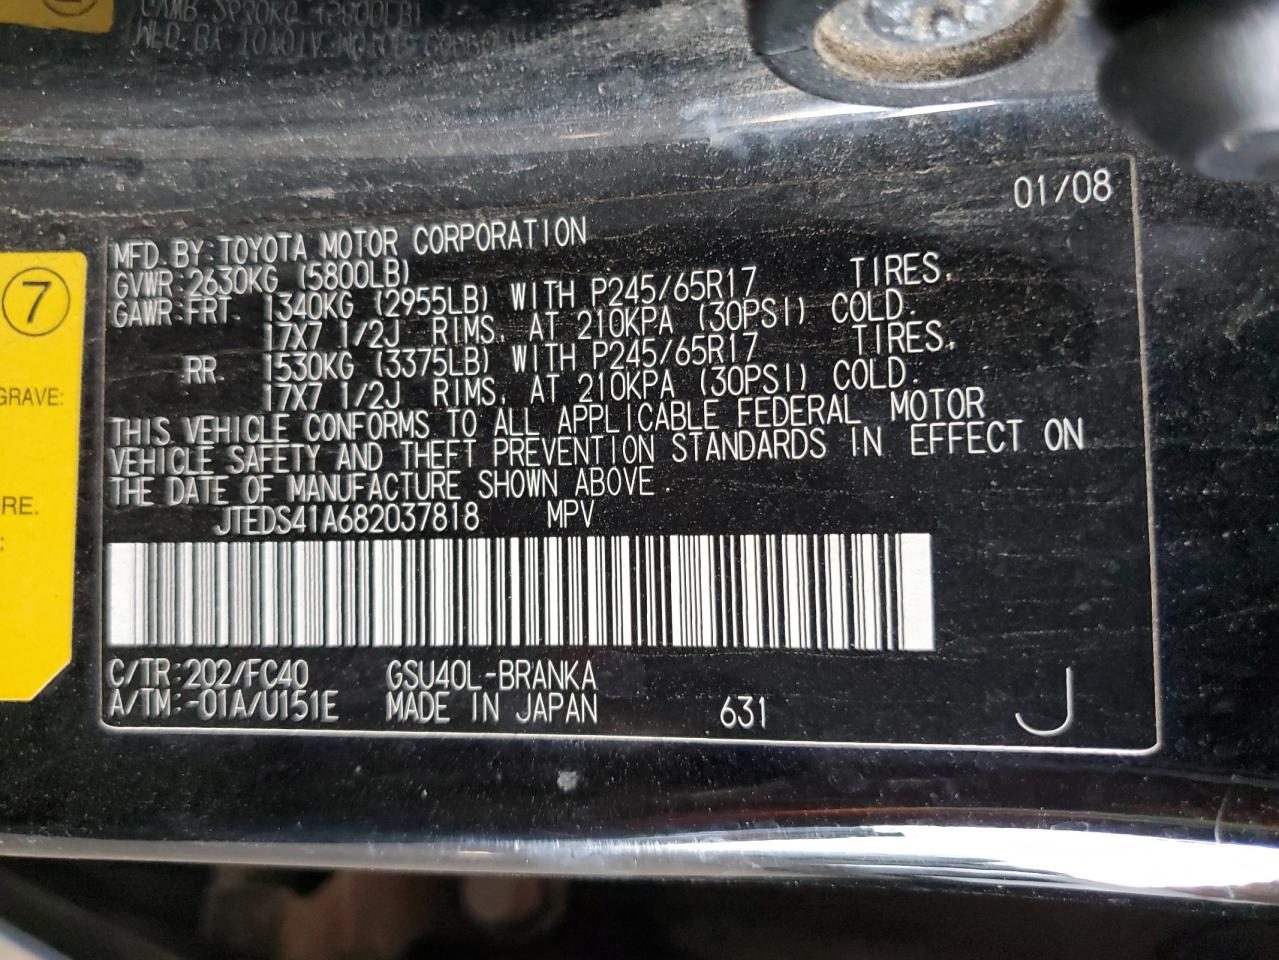 01/08
MFD. BY: TOYOTA MOTOR CORPORATION
GVWR: 2630KG (5800LB)
GAWR: FRT. 1340KG (2955LB) WITH P245/65R17 TIRES,
17X7 1/2J RIMS, AT 210KPA (30PSI) COLD.
RR. 1530KG (3375LB) WITH P245/65R17 TIRES,
17X7 1/2J RIMS, AT 210KPA (30PSI) COLD.
THIS VEHICLE CONFORMS TO ALL APPLICABLE FEDERAL MOTOR
VEHICLE SAFETY AND THEFT PREVENTION STANDARDS IN EFFECT ON
THE DATE OF MANUFACTURE SHOWN ABOVE.
JTEDS41A682037818 MPV
C/TR: 202/FC40 GSU40L-BRANKA
A/TM: -01A/U151E MADE IN JAPAN 631 J
7
GRAVE:
RE.
: